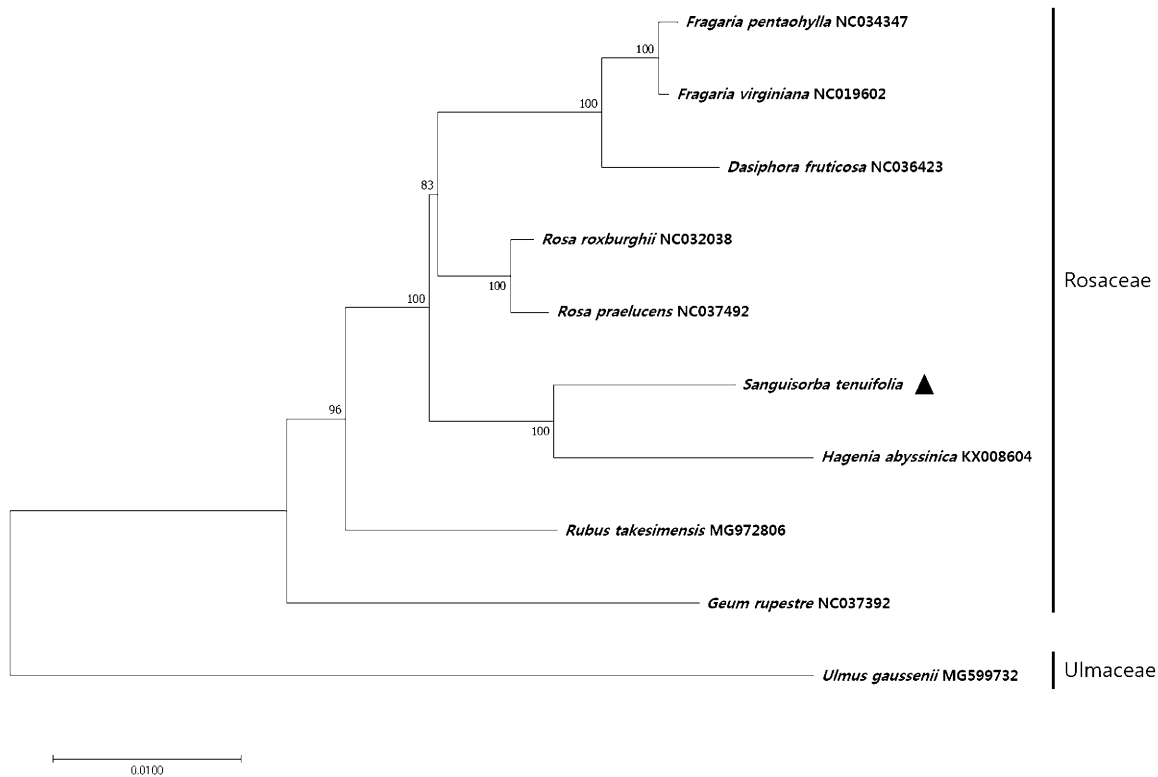 Fragaria pentaohylla NC034347
100
Fragaria virginiana NC019602
100
Dasiphora fruticosa NC036423
83
Rosa roxburghii NC032038
Rosaceae
100
100
Rosa praelucens NC037492
Sanguisorba tenuifolia
96
100
Hagenia abyssinica KX008604
Rubus takesimensis MG972806
Geum rupestre NC037392
Ulmus gaussenii MG599732
Ulmaceae
0.0100